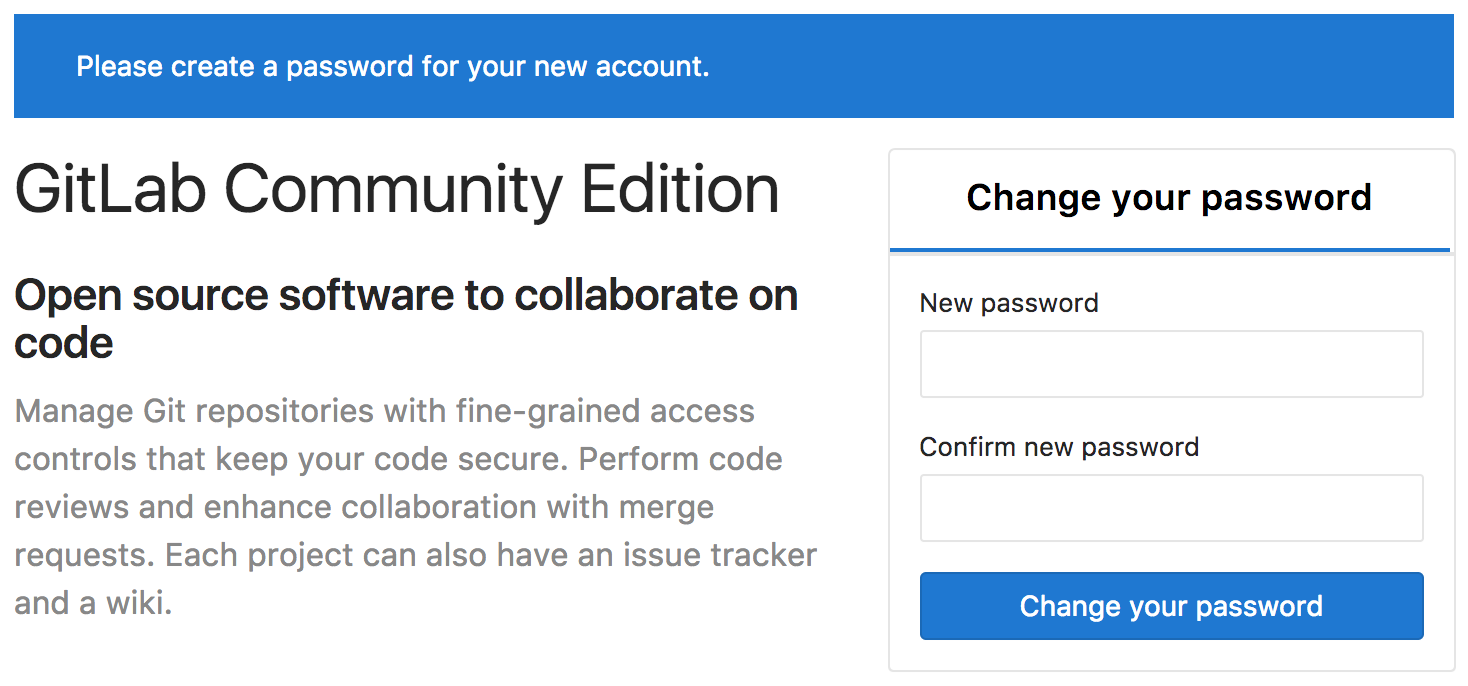 Please create a password for your new account.
GitLab Community Edition
Open source software to collaborate on
code
Manage Git repositories with fine-grained access
controls that keep your code secure. Perform code
reviews and enhance collaboration with merge
requests. Each project can also have an issue tracker
and a wiki.
Change your password
New password
Confirm new password
Change your password